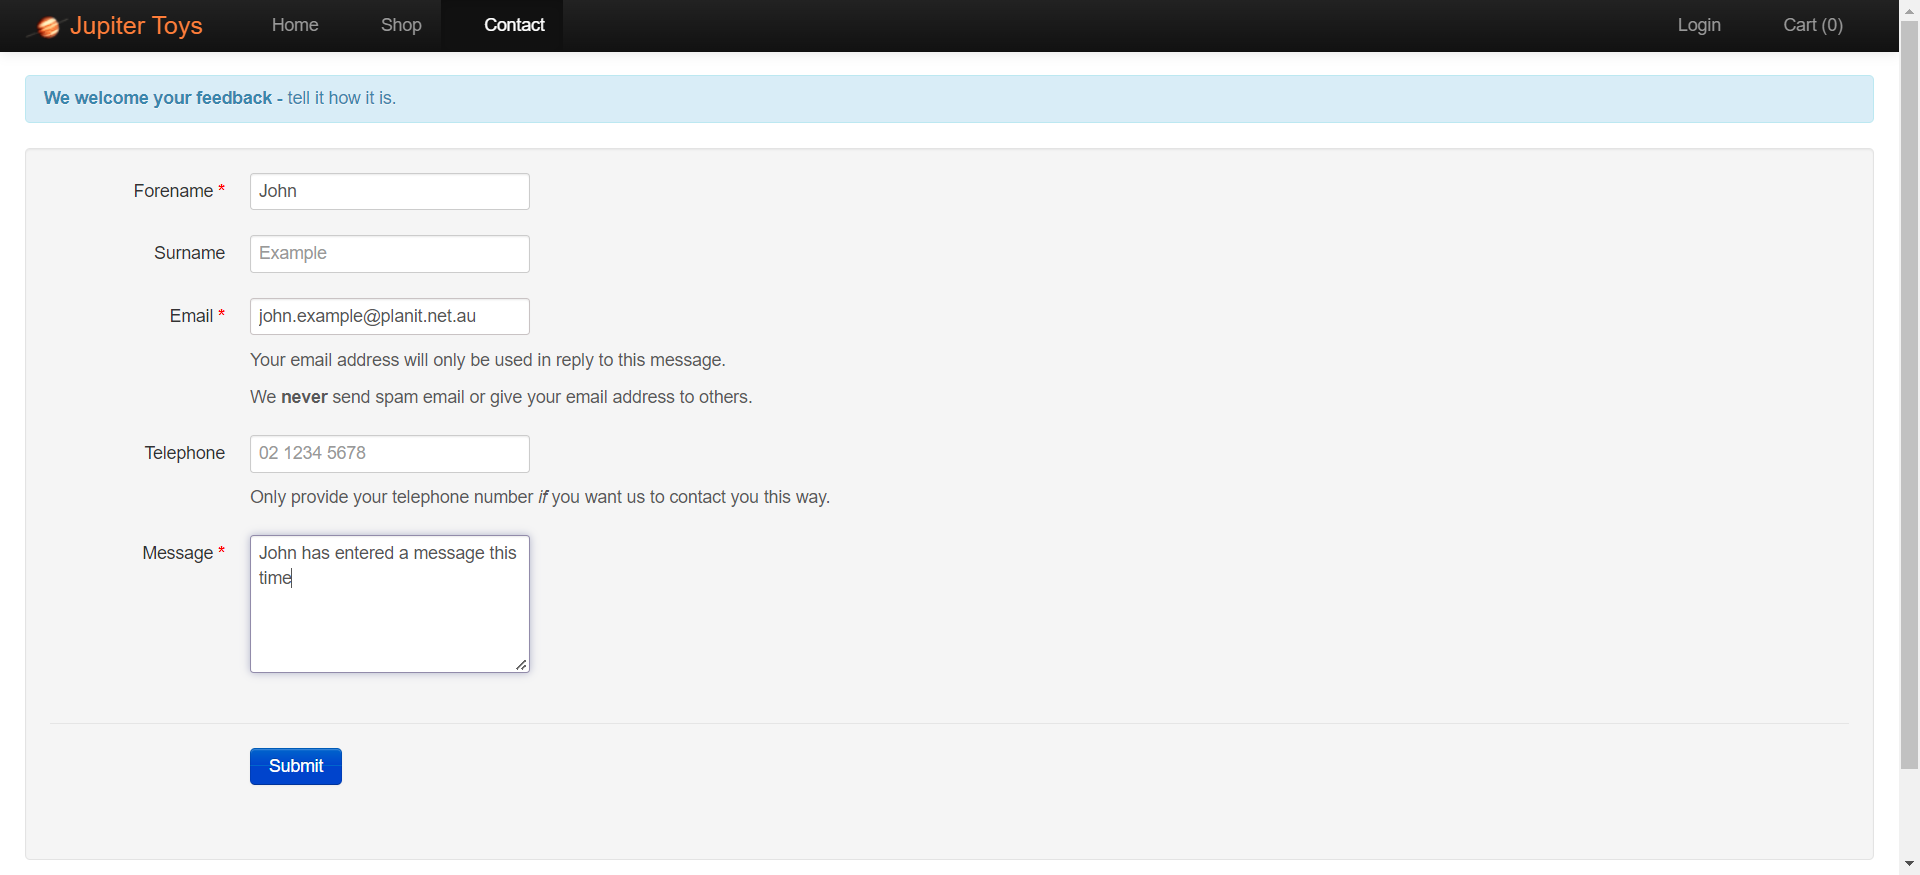 Jupiter Toys Home Shop Contact Login Cart (0)
We welcome your feedback - tell it how it is.
Forename * John
Surname Example
Email * john.example@planit.net.au
Your email address will only be used in reply to this message.
We never send spam email or give your email address to others.
Telephone 02 1234 5678
Only provide your telephone number if you want us to contact you this way.
Message * John has entered a message this
time
Submit